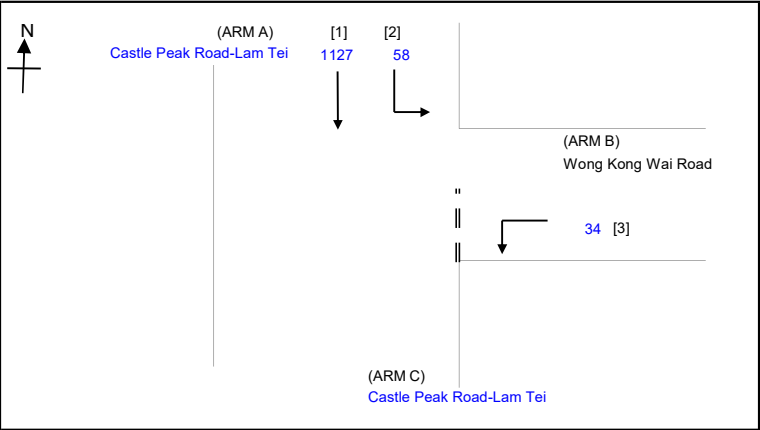 N
(ARM A) [1] [2]
Castle Peak Road-Lam Tei 1127 58
(ARM B)
Wong Kong Wai Road
34 [3]
(ARM C)
Castle Peak Road-Lam Tei